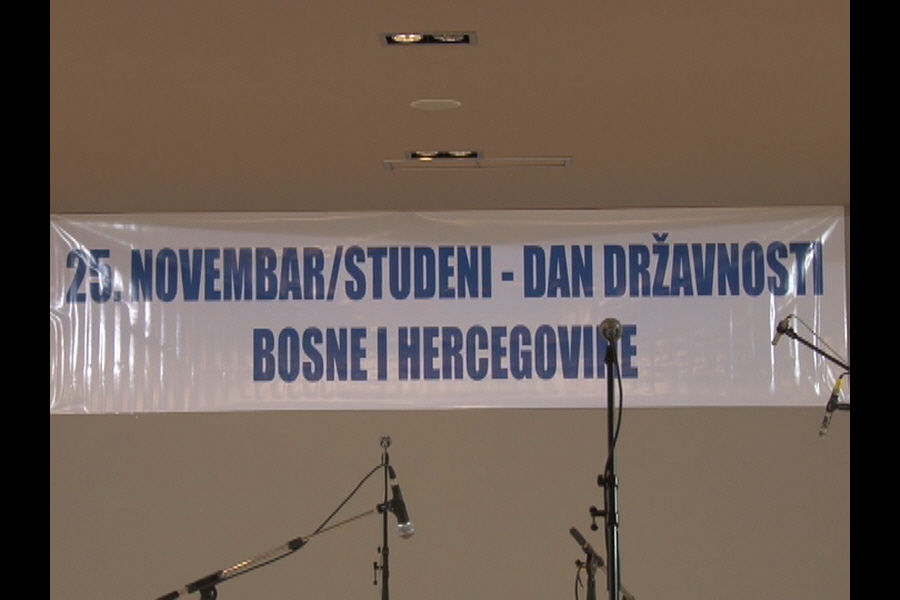 25. NOVEMBAR/STUDENI - DAN DRŽAVNOSTI
BOSNE I HERCEGOVINE